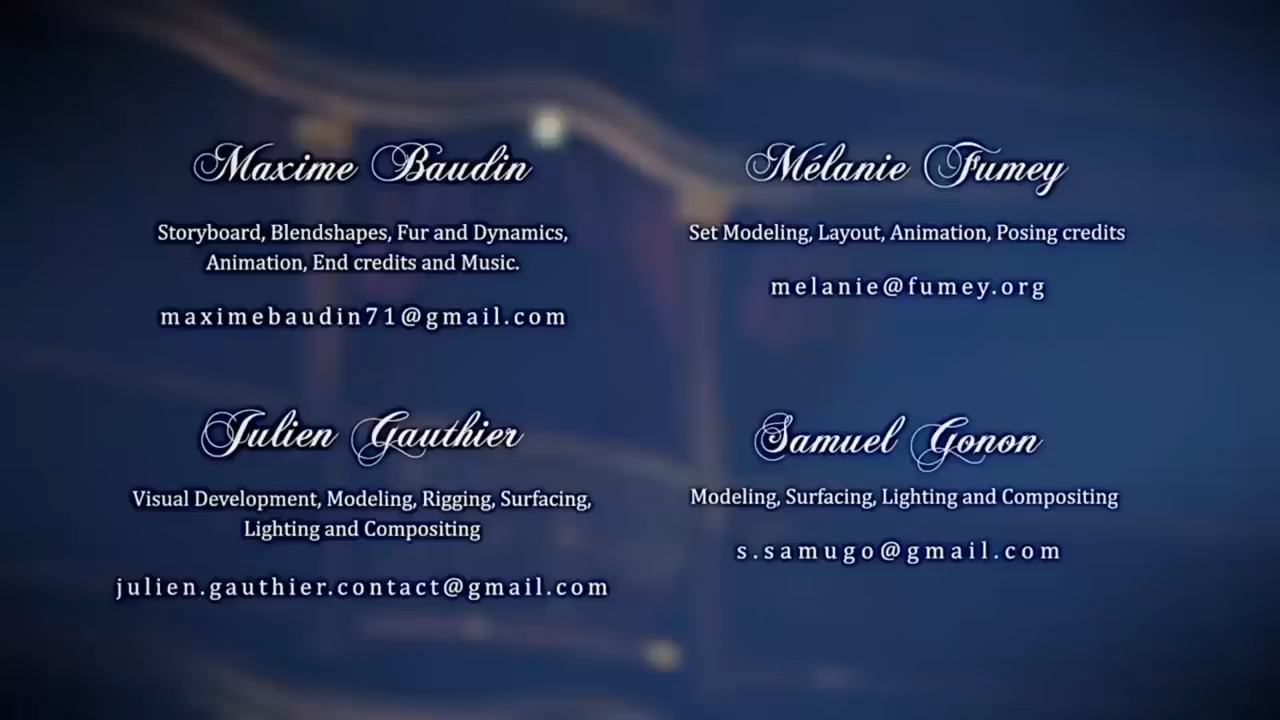 Maxime Baudin
Storyboard, Blendshapes, Fur and Dynamics,
Animation, End credits and Music.
maximebaudin71@gmail.com
Mélanie Fumey
Set Modeling, Layout, Animation, Posing credits
melanie@fumey.org
Julien Gauthier
Visual Development, Modeling, Rigging, Surfacing,
Lighting and Compositing
julien.gauthier.contact@gmail.com
Samuel Gonon
Modeling, Surfacing, Lighting and Compositing
s.samugo@gmail.com